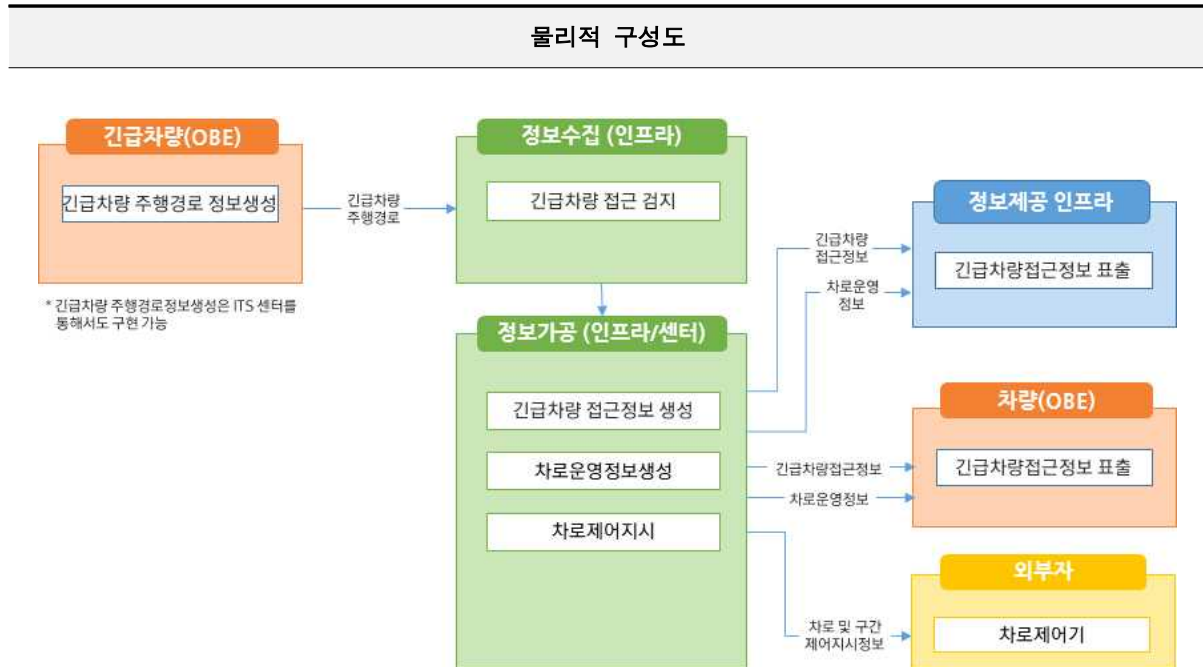 물리적 구성도
긴급차량(OBE)
긴급차량 주행경로 정보생성
* 긴급차량 주행경로정보생성은 ITS 센터를
통해서도 구현 가능
긴급차량
주행경로
정보수집 (인프라)
긴급차량 접근 검지
정보가공 (인프라/센터)
긴급차량 접근정보 생성
차로운영정보생성
차로제어지시
긴급차량
접근정보
차로운영
정보
정보제공 인프라
긴급차량접근정보 표출
긴급차량접근정보
차로운영정보
차량(OBE)
긴급차량접근정보 표출
차로 및 구간
제어지시정보
외부자
차로제어기